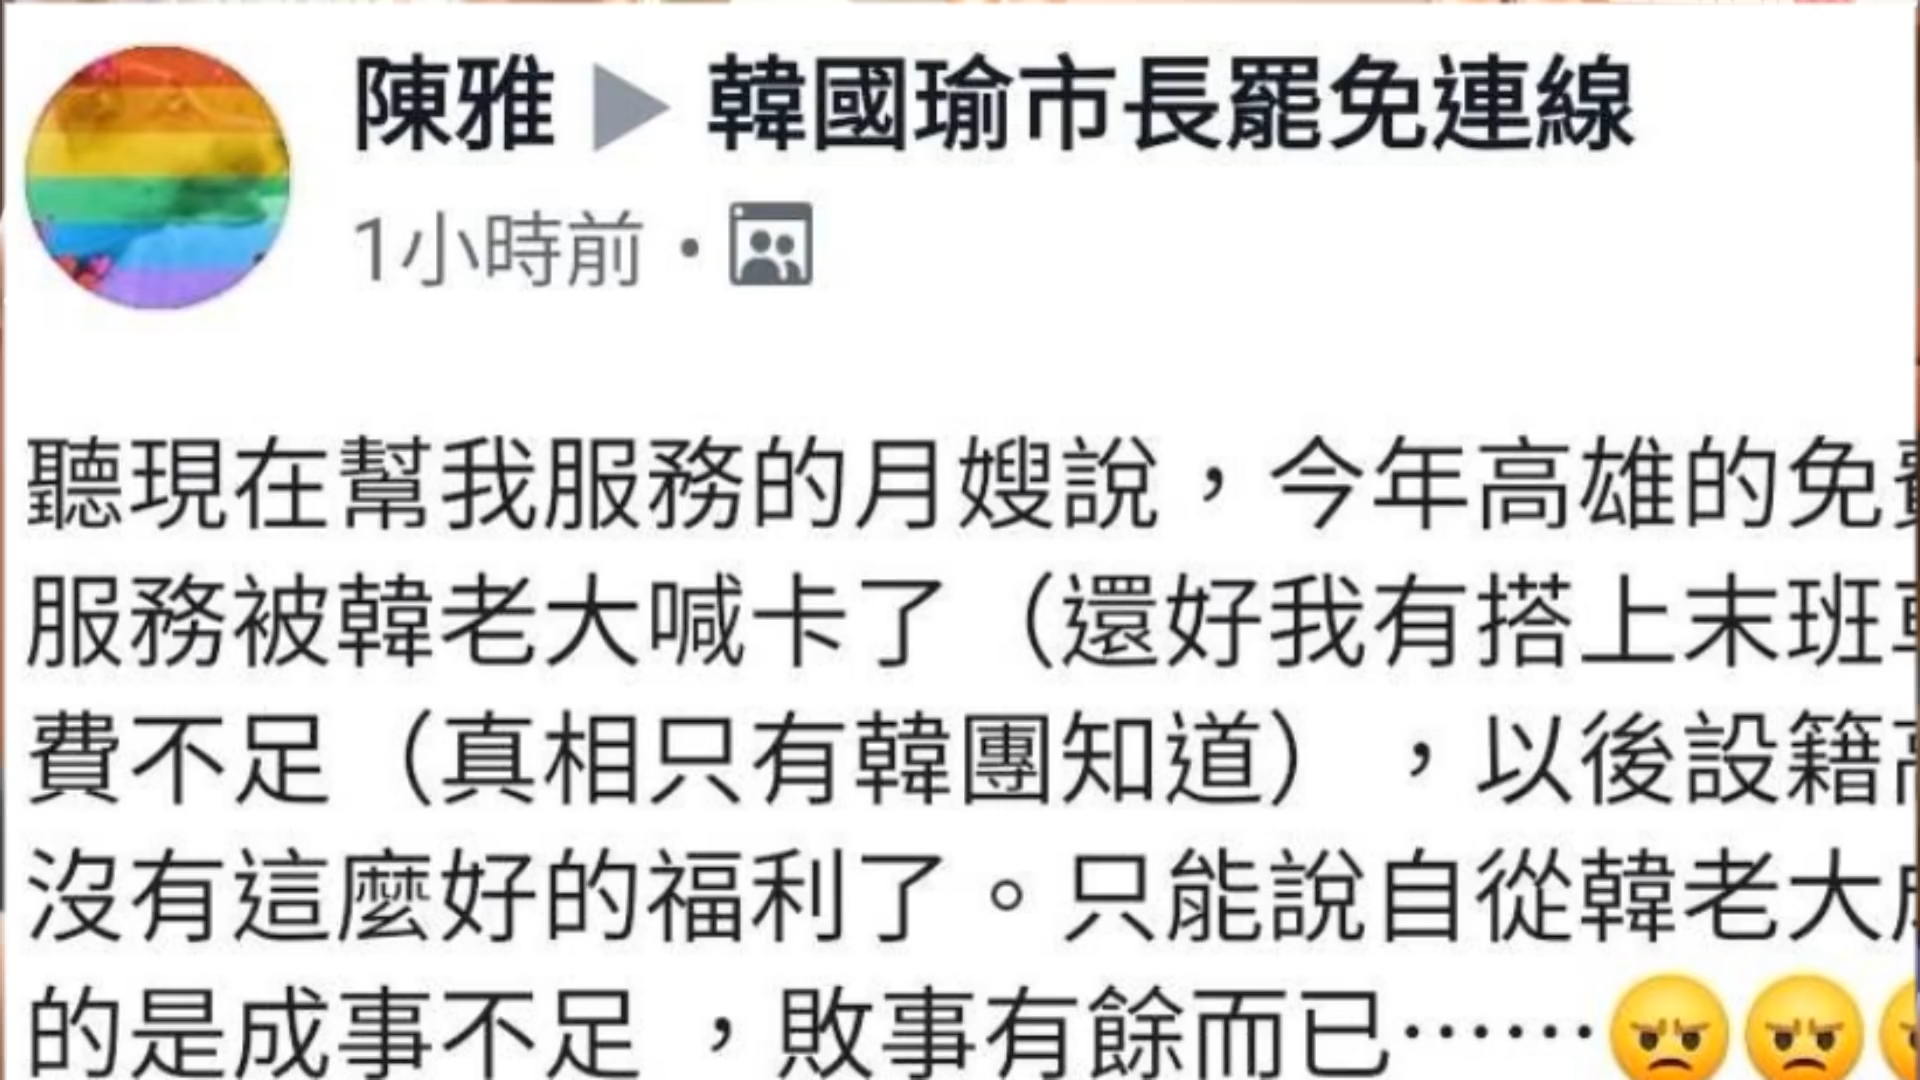 陳雅 ▶ 韓國瑜市長罷免連線
1小時前・
聽現在幫我服務的月嫂說，今年高雄的免
服務被韓老大喊卡了（還好我有搭上末班
費不足（真相只有韓團知道），以後設籍
沒有這麼好的福利了。只能說自從韓老大
的是成事不足，敗事有餘而已⋯⋯😡😡